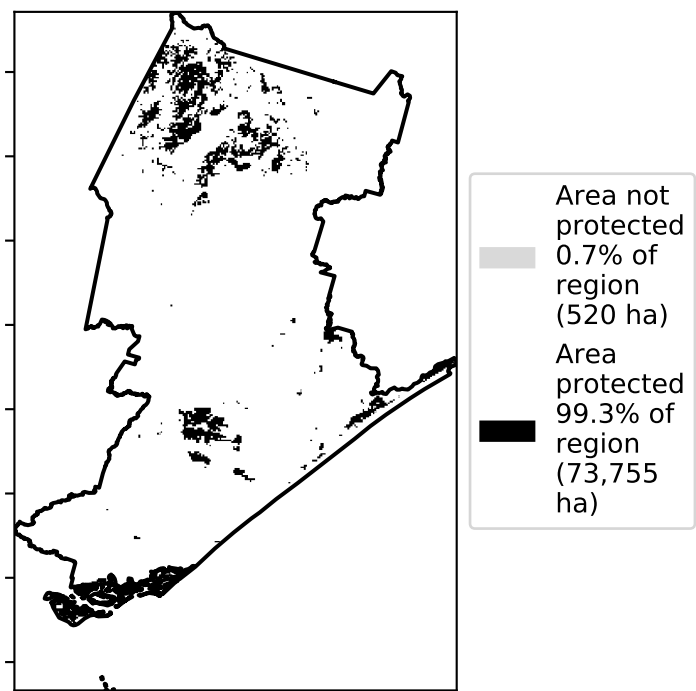 Area not
protected
0.7% of
region
(520 ha)
Area
protected
99.3% of
region
(73,755
ha)